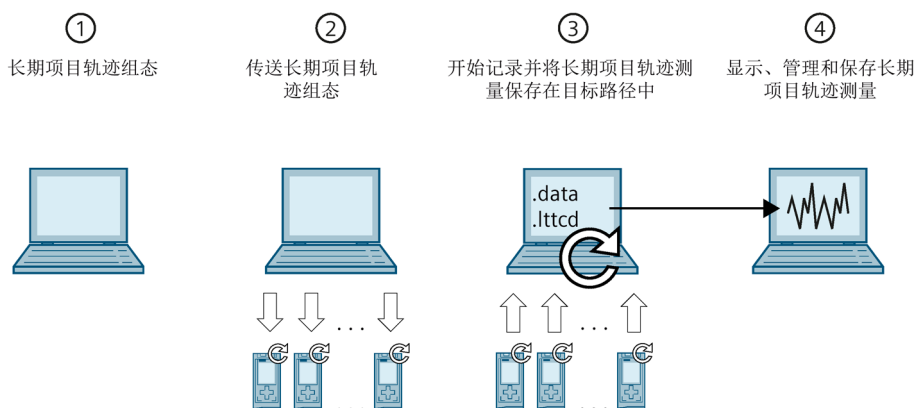 1
长期项目轨迹组态
2
传送长期项目轨
迹组态
3
开始记录并将长期项目轨迹测
量保存在目标路径中
4
显示、管理和保存长期
项目轨迹测量
.data
.lttcd
. . .
. . .
. . .
. . .